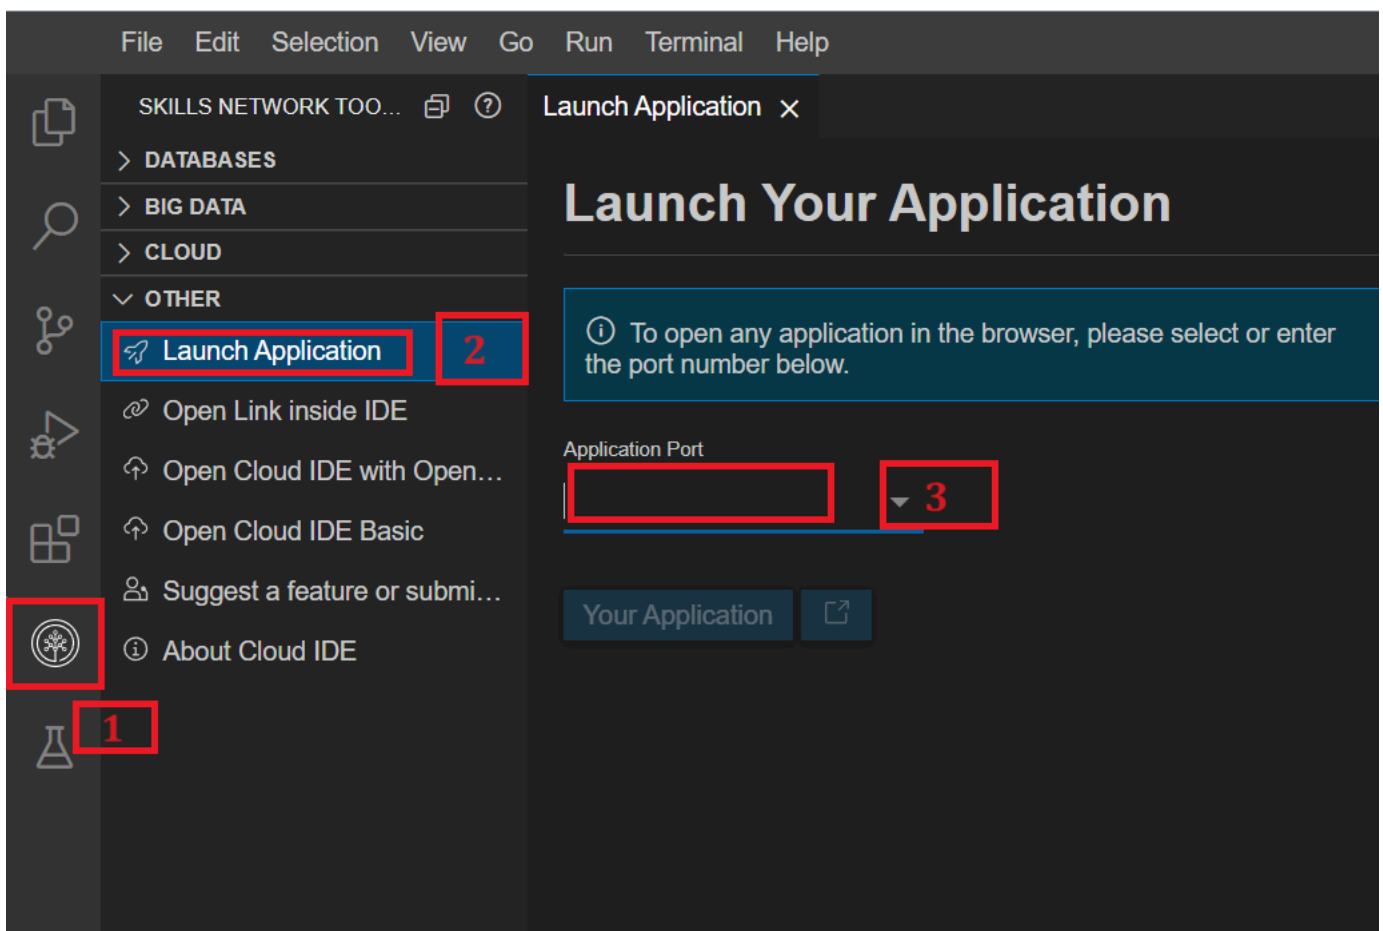 File Edit Selection View Go Run Terminal Help
SKILLS NETWORK TOO...
DATABASES
BIG DATA
CLOUD
OTHER
Launch Application 2
Open Link inside IDE
Open Cloud IDE with Open...
Open Cloud IDE Basic
Suggest a feature or submi...
About Cloud IDE
1
Launch Application
Launch Your Application
To open any application in the browser, please select or enter
the port number below.
Application Port
3
Your Application